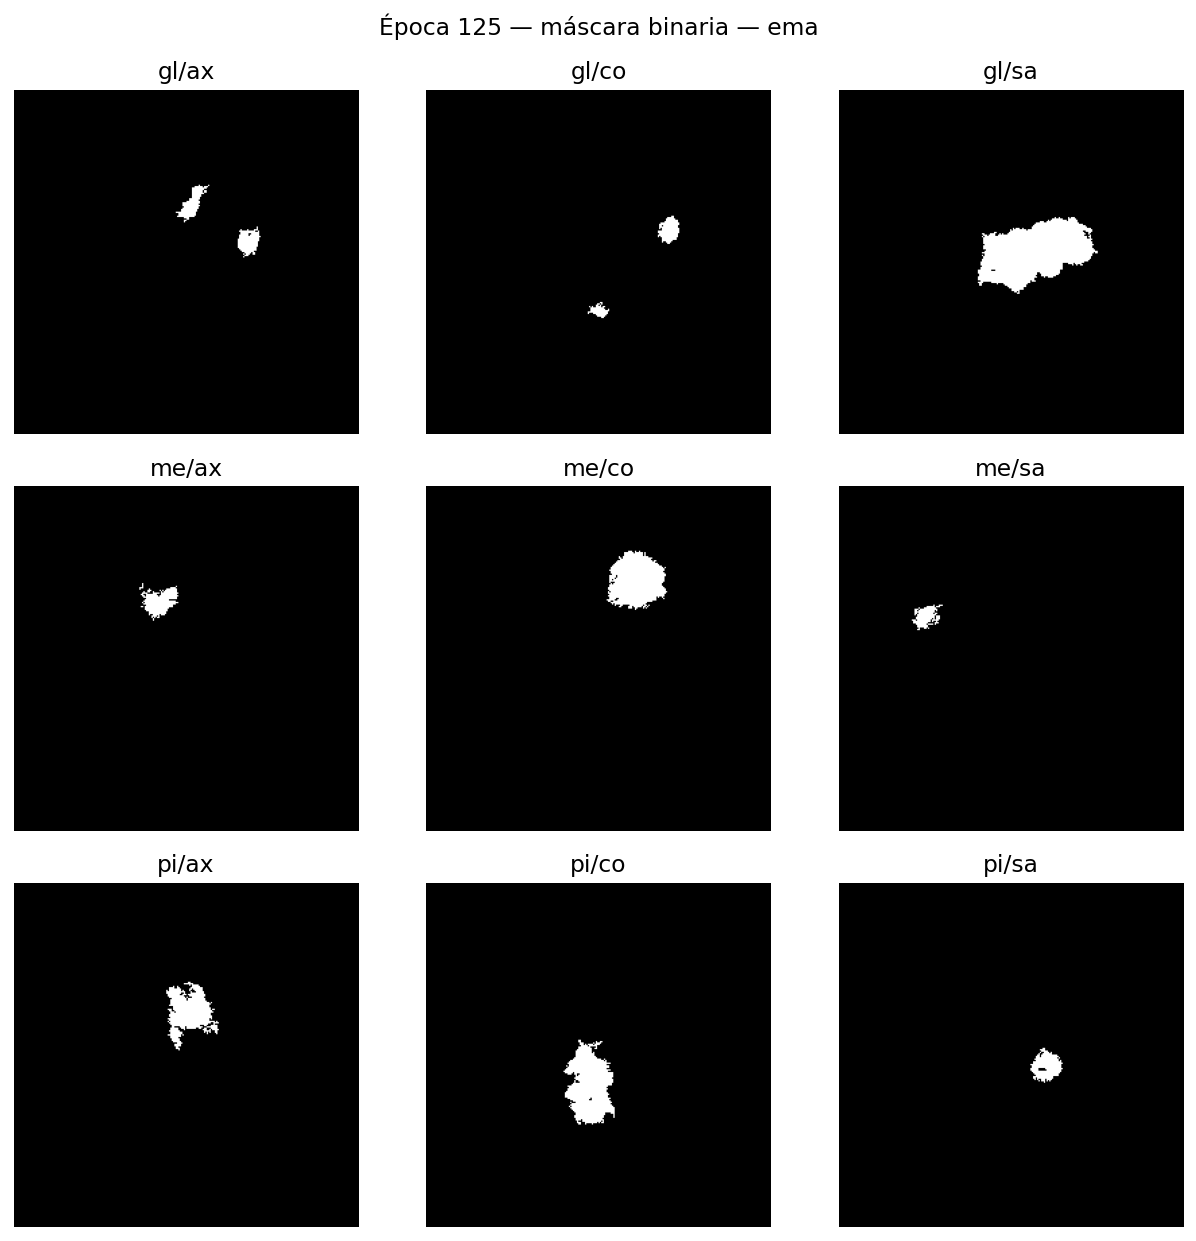 Época 125 — máscara binaria — ema
gl/ax
gl/co
gl/sa
me/ax
me/co
me/sa
pi/ax
pi/co
pi/sa